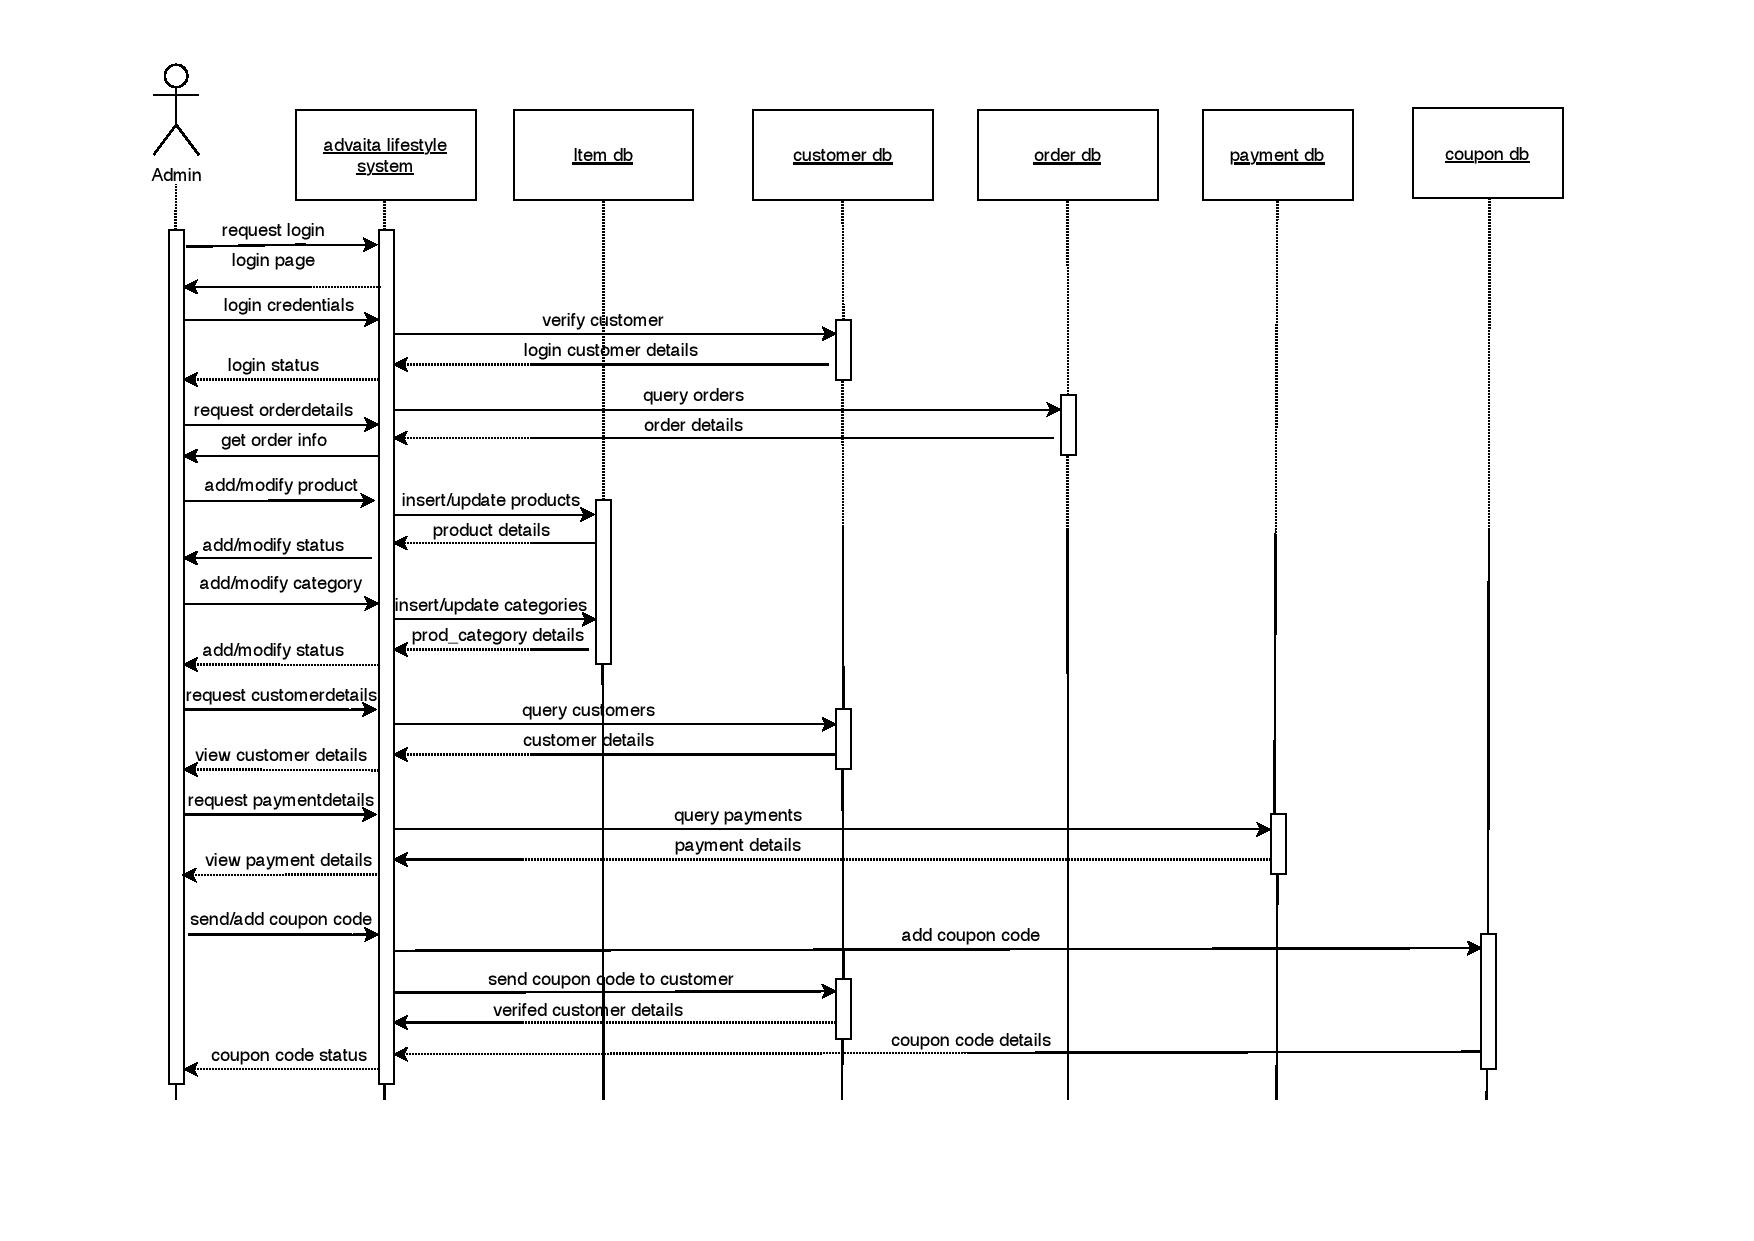 Admin
advaita lifestyle
system
Item db
customer db
order db
payment db
coupon db
request login
login page
login credentials
verify customer
login customer details
login status
query orders
request orderdetails
order details
get order info
add/modify product
insert/update products
product details
add/modify status
add/modify category
insert/update categories
prod_category details
add/modify status
request customerdetails
query customers
customer details
view customer details
request paymentdetails
query payments
payment details
view payment details
send/add coupon code
add coupon code
send coupon code to customer
verifed customer details
coupon code details
coupon code status